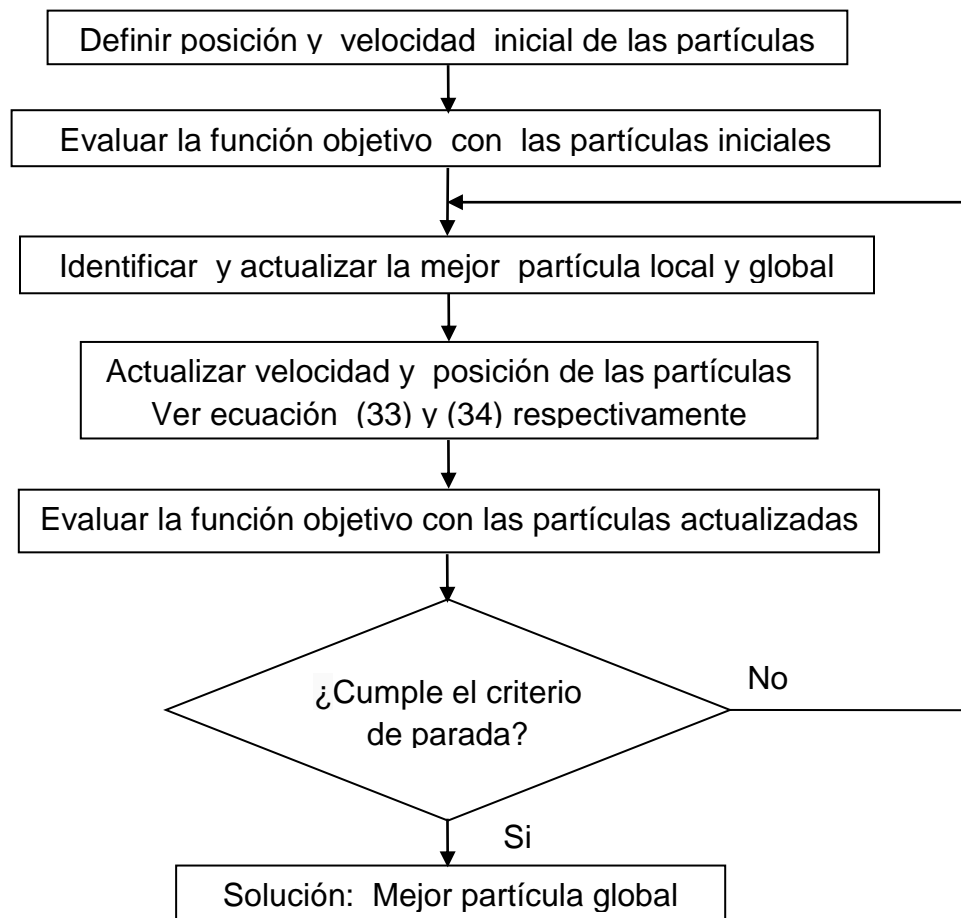 Definir posición y velocidad inicial de las partículas
Evaluar la función objetivo con las partículas iniciales
Identificar y actualizar la mejor partícula local y global
Actualizar velocidad y posición de las partículas
Ver ecuación (33) y (34) respectivamente
Evaluar la función objetivo con las partículas actualizadas
¿Cumple el criterio
de parada?
No
Si
Solución: Mejor partícula global